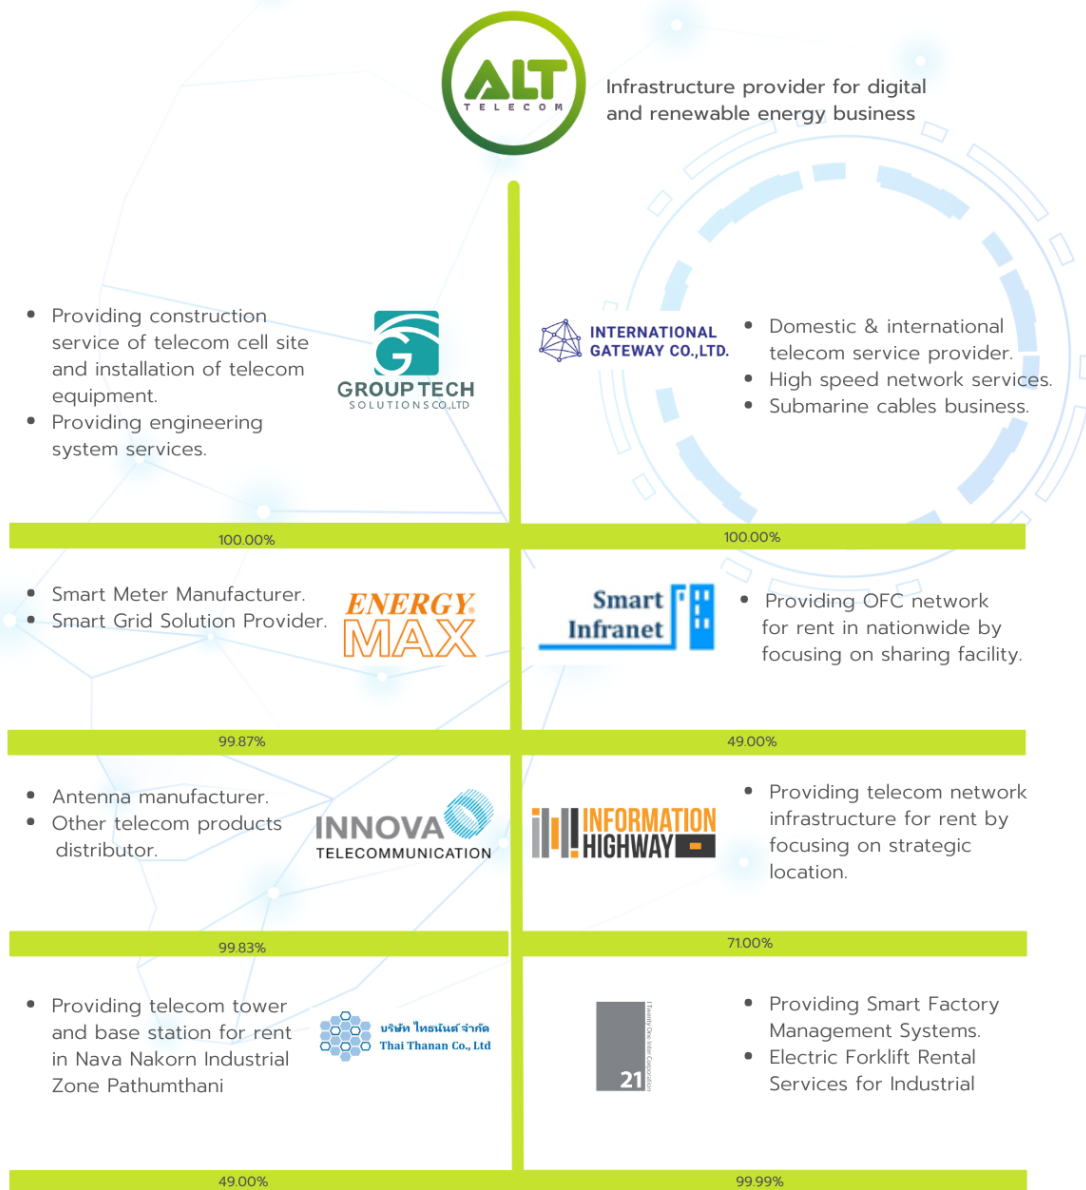 ALT
TELECOM
Infrastructure provider for digital
and renewable energy business
• Providing construction
service of telecom cell site
and installation of telecom
equipment.
• Providing engineering
system services.
G
GROUP TECH
SOLUTIONS CO.,LTD
INTERNATIONAL
GATEWAY CO.,LTD.
• Domestic & international
telecom service provider.
• High speed network services.
• Submarine cables business.
100.00%
100.00%
• Smart Meter Manufacturer.
• Smart Grid Solution Provider.
ENERGY
MAX
Smart
Infranet
• Providing OFC network
for rent in nationwide by
focusing on sharing facility.
99.87%
49.00%
• Antenna manufacturer.
• Other telecom products
distributor.
INNOVA
TELECOMMUNICATION
INFORMATION
HIGHWAY
• Providing telecom network
infrastructure for rent by
focusing on strategic
location.
99.83%
71.00%
• Providing telecom tower
and base station for rent
in Nava Nakorn Industrial
Zone Pathumthani
บริษัท ไทธนันต์ จำกัด
Thai Thanan Co., Ltd
21
I Twenty One Inter Corporation
• Providing Smart Factory
Management Systems.
• Electric Forklift Rental
Services for Industrial
49.00%
99.99%